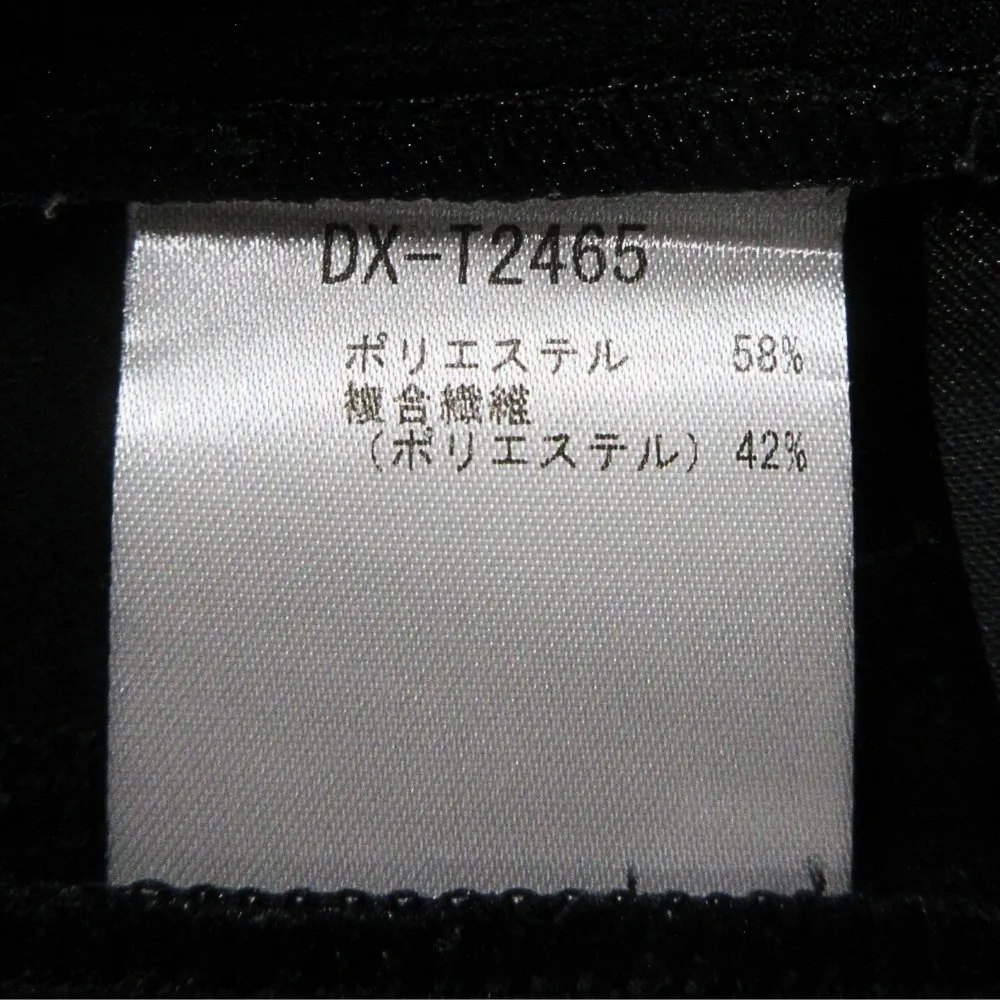 DX-T2465
ポリエステル 58%
複合繊維
(ポリエステル) 42%